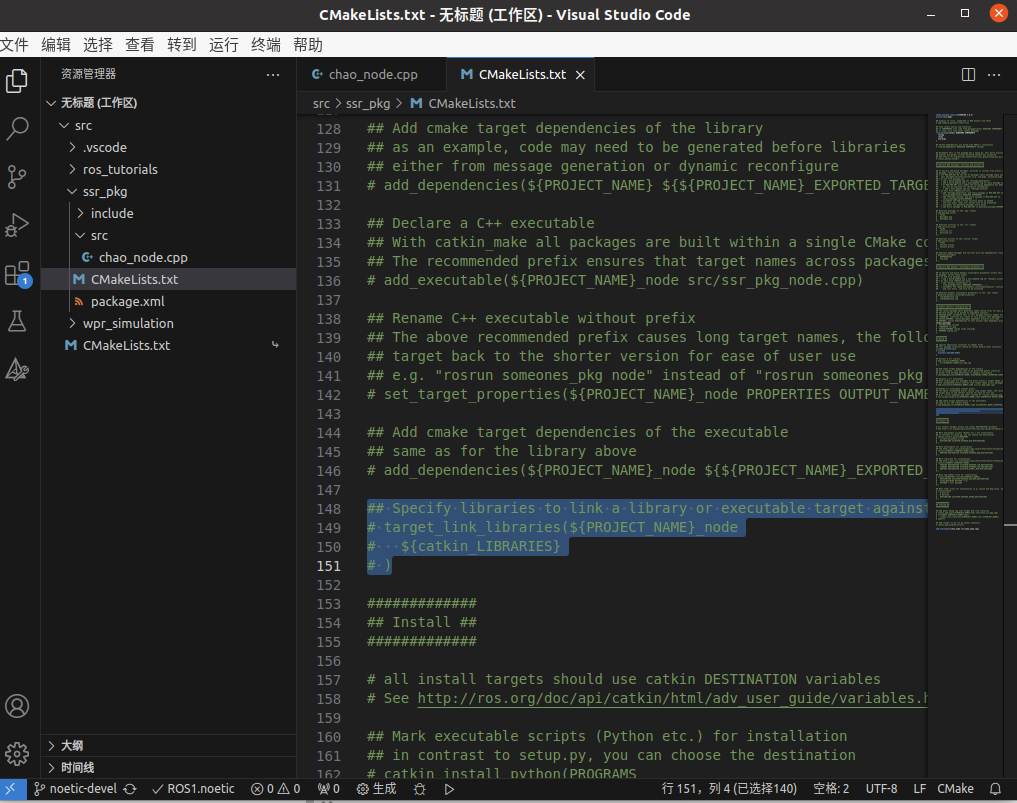 CMakeLists.txt - 无标题 (工作区) - Visual Studio Code
文件 编辑 选择 查看 转到 运行 终端 帮助
资源管理器
无标题 (工作区)
src
.vscode
ros_tutorials
ssr_pkg
include
src
chao_node.cpp
CMakeLists.txt
package.xml
wpr_simulation
CMakeLists.txt
大纲
时间线
1
chao_node.cpp
CMakeLists.txt
src > ssr_pkg > CMakeLists.txt
128 ## Add cmake target dependencies of the library
129 ## as an example, code may need to be generated before libraries
130 ## either from message generation or dynamic reconfigure
131 # add_dependencies(${PROJECT_NAME} ${${PROJECT_NAME}_EXPORTED_TARGE
132
133 ## Declare a C++ executable
134 ## With catkin_make all packages are built within a single CMake co
135 ## The recommended prefix ensures that target names across packages
136 # add_executable(${PROJECT_NAME}_node src/ssr_pkg_node.cpp)
137
138 ## Rename C++ executable without prefix
139 ## The above recommended prefix causes long target names, the follo
140 ## target back to the shorter version for ease of user use
141 ## e.g. "rosrun someones_pkg node" instead of "rosrun someones_pkg
142 # set_target_properties(${PROJECT_NAME}_node PROPERTIES OUTPUT_NAME
143
144 ## Add cmake target dependencies of the executable
145 ## same as for the library above
146 # add_dependencies(${PROJECT_NAME}_node ${${PROJECT_NAME}_EXPORTED_
147
148 ## Specify libraries to link a library or executable target against
149 # target_link_libraries(${PROJECT_NAME}_node
150 #   ${catkin_LIBRARIES}
151 # )
152
153 #############
154 ## Install ##
155 #############
156
157 # all install targets should use catkin DESTINATION variables
158 # See http://ros.org/doc/api/catkin/html/adv_user_guide/variables.h
159
160 ## Mark executable scripts (Python etc.) for installation
161 ## in contrast to setup.py, you can choose the destination
162 # catkin_install_python(PROGRAMS
noetic-devel ROS1.noetic 0 0 0 生成 行 151，列 4 (已选择140) 空格: 2 UTF-8 LF CMake